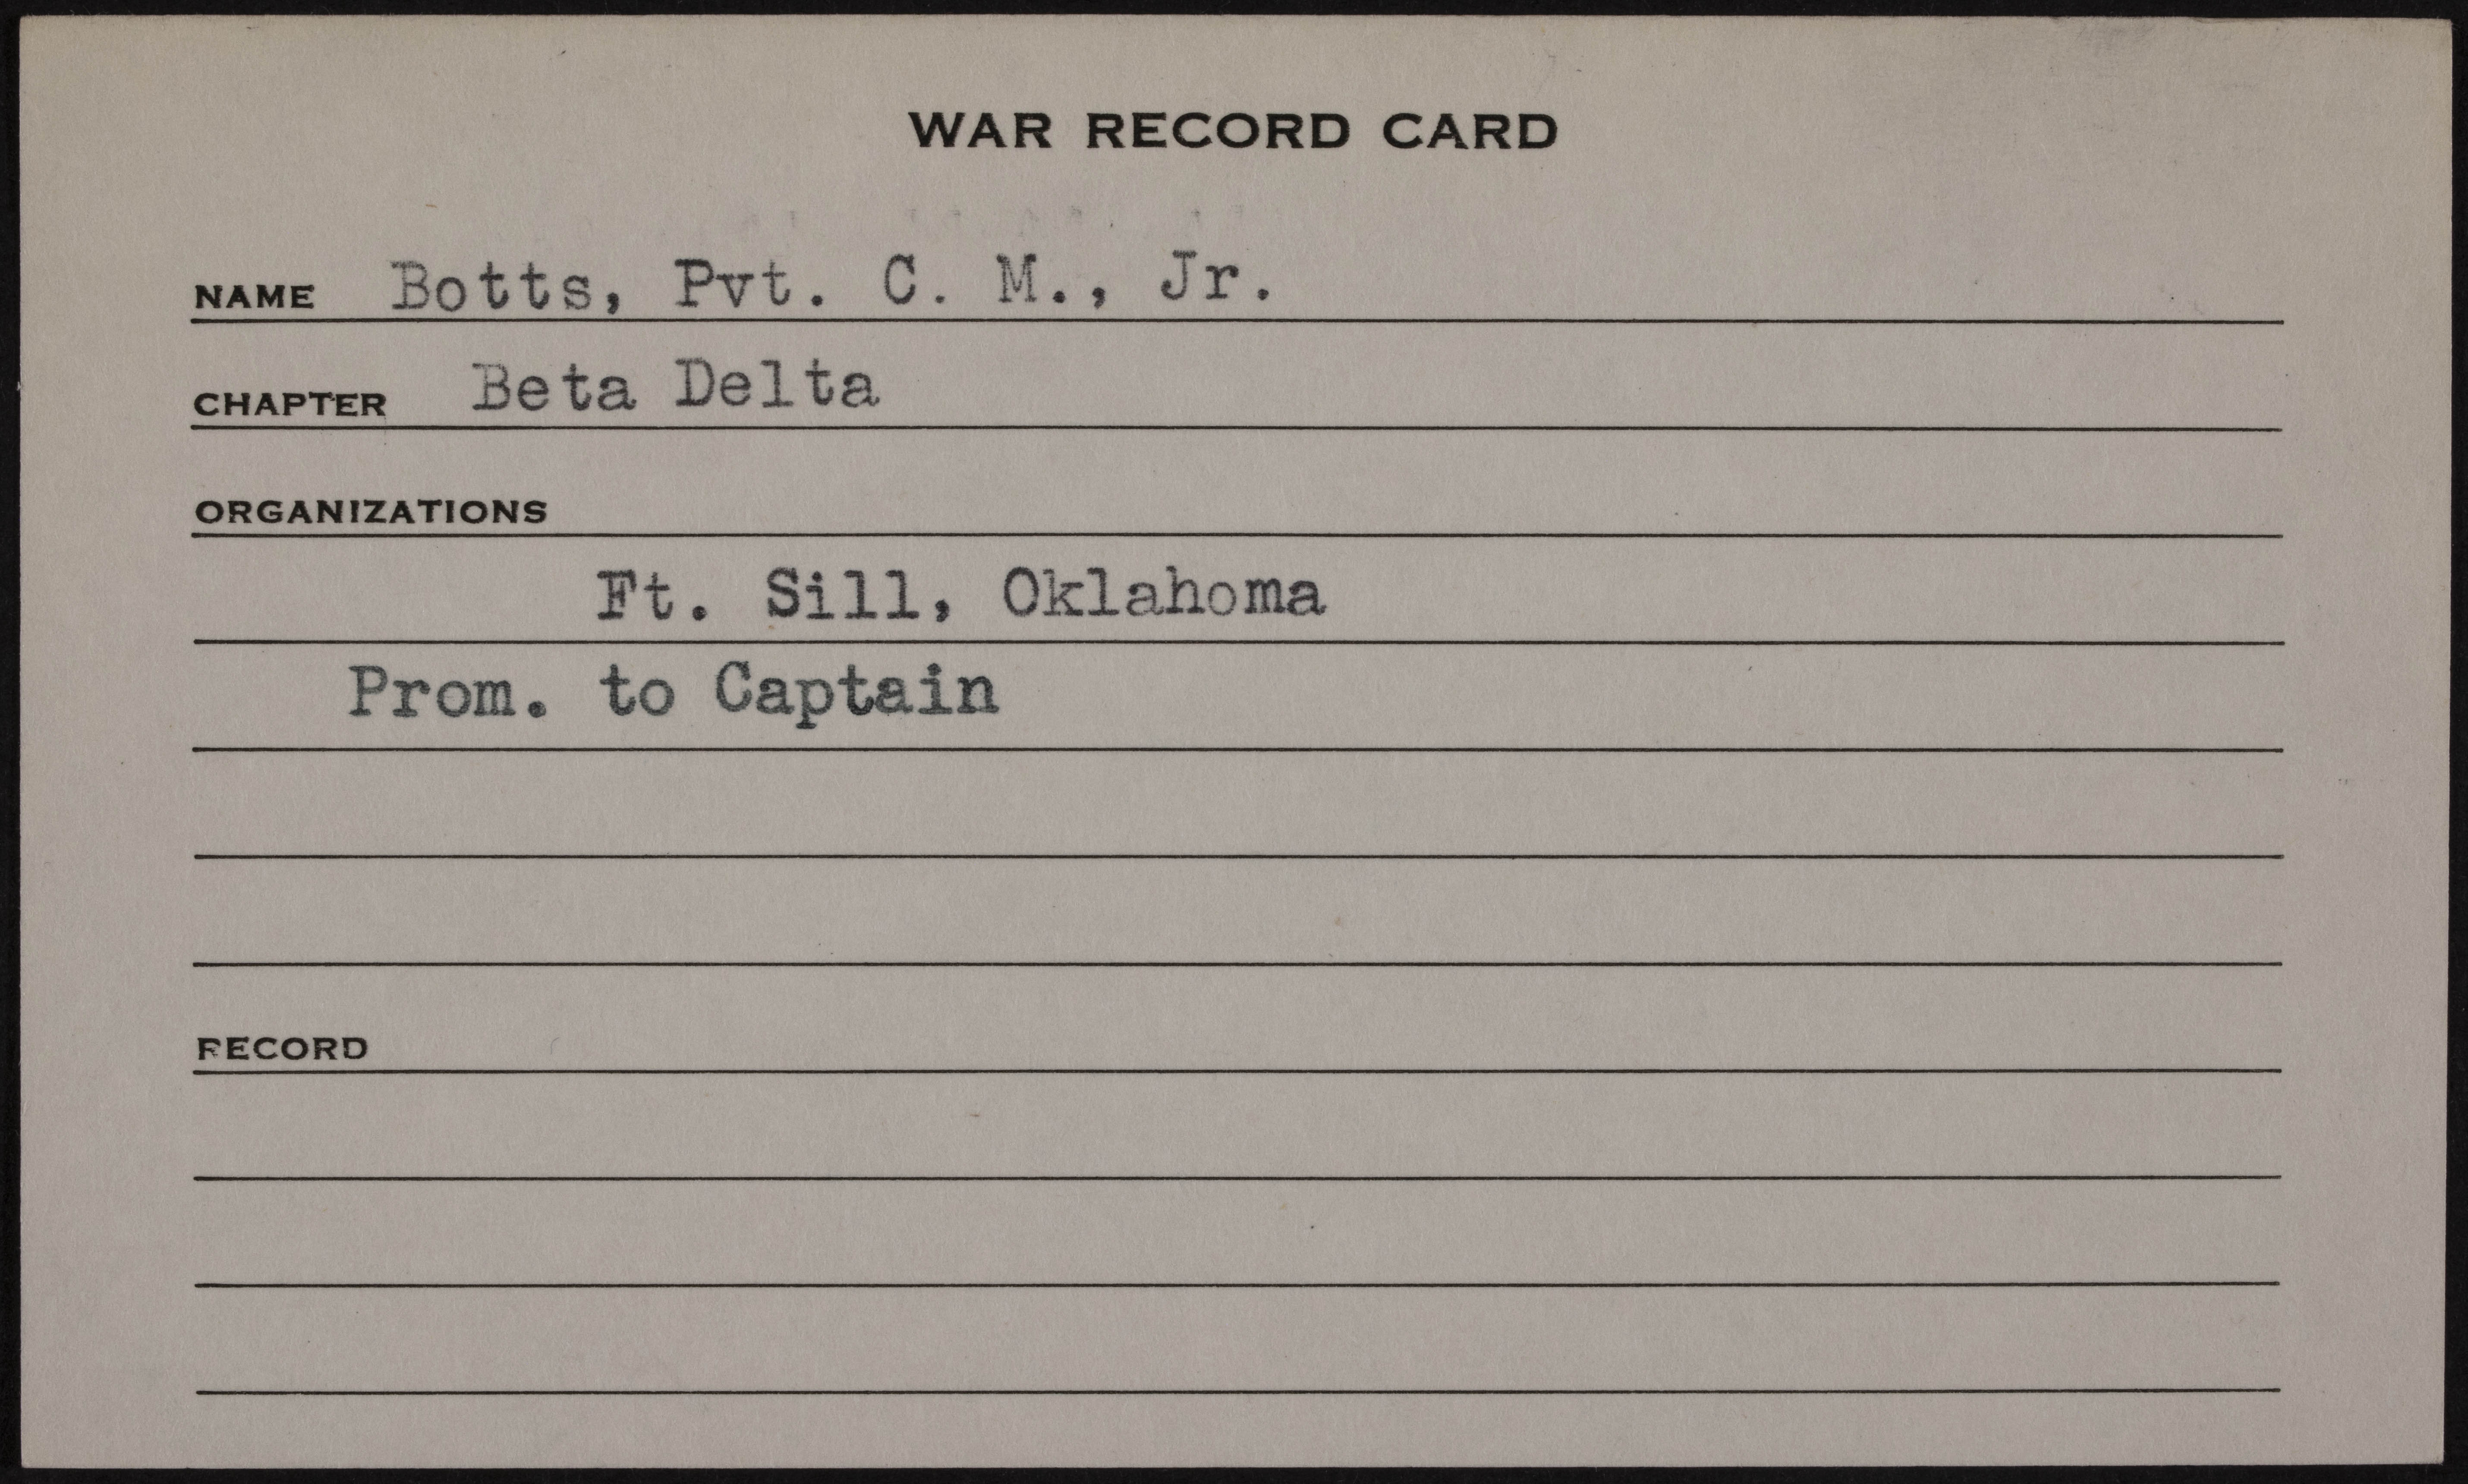 WAR RECORD CARD
NAME Botts, Pvt. C. M., Jr.
CHAPTER Beta Delta
ORGANIZATIONS
Ft. Sill, Oklahoma
Prom. to Captain
RECORD